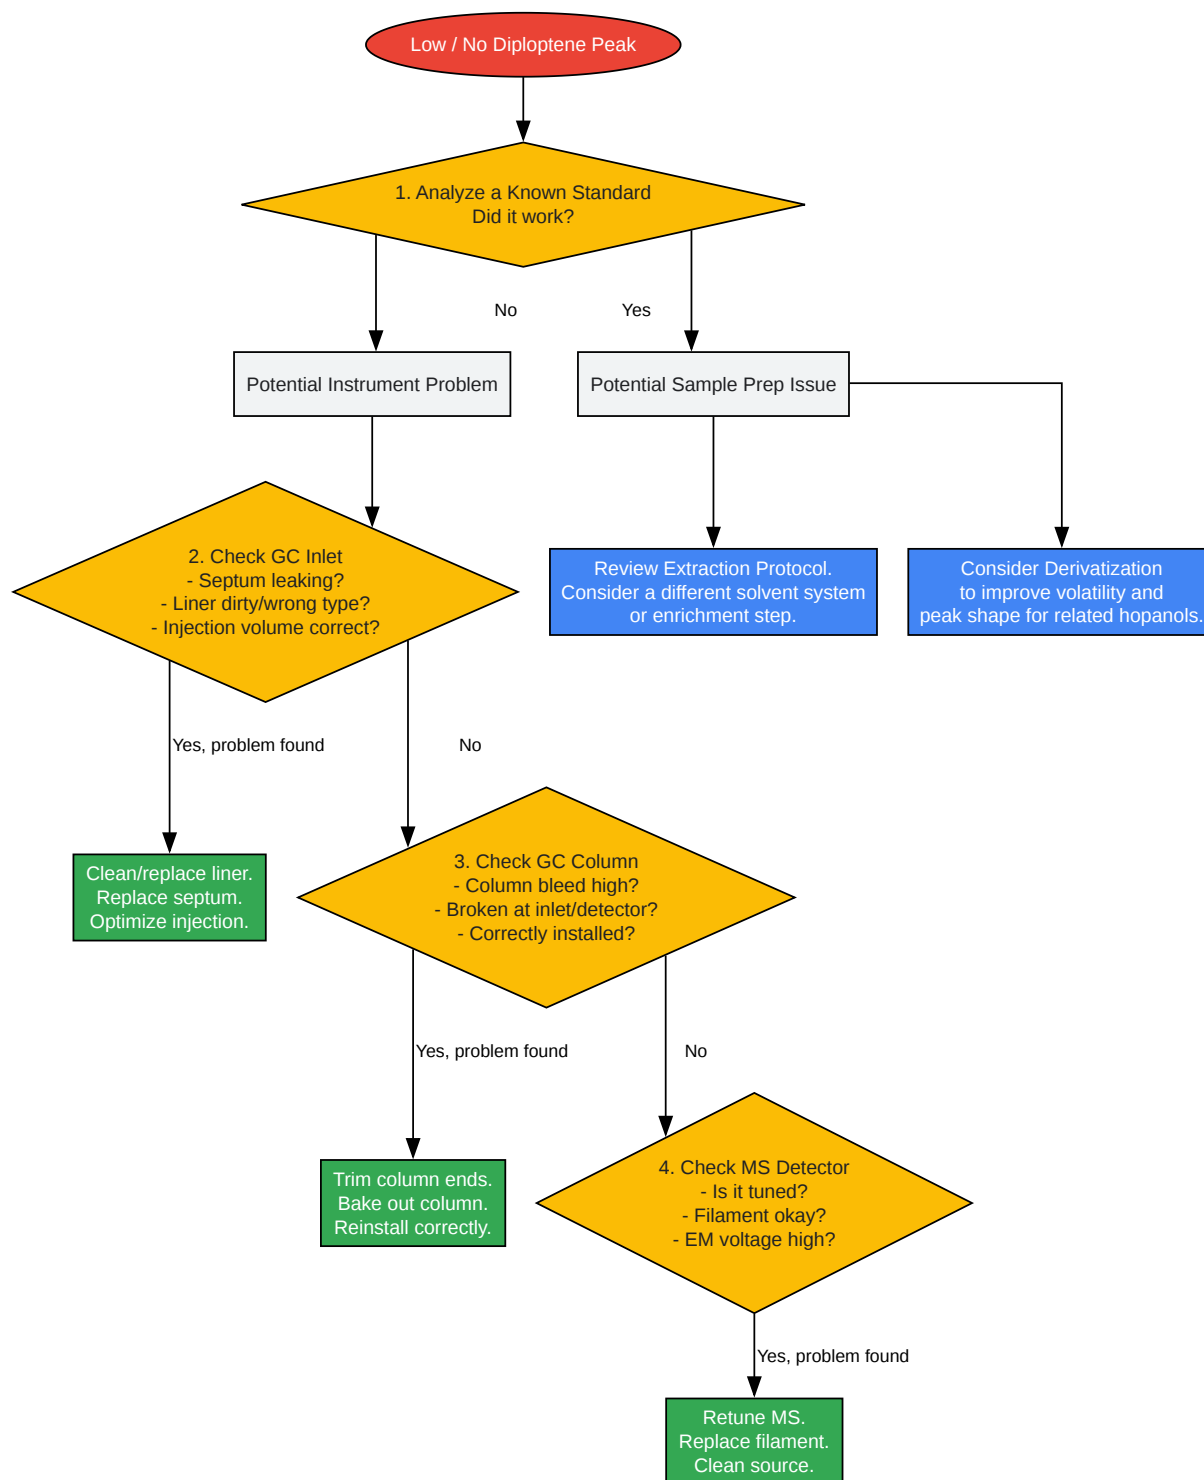 Low / No Diploptene Peak
1. Analyze a Known Standard
Did it work?
No
Yes
Potential Instrument Problem
Potential Sample Prep Issue
2. Check GC Inlet
- Septum leaking?
- Liner dirty/wrong type?
- Injection volume correct?
Review Extraction Protocol.
Consider a different solvent system
or enrichment step.
Consider Derivatization
to improve volatility and
peak shape for related hopanols.
Yes, problem found
No
Clean/replace liner.
Replace septum.
Optimize injection.
3. Check GC Column
- Column bleed high?
- Broken at inlet/detector?
- Correctly installed?
Yes, problem found
No
Trim column ends.
Bake out column.
Reinstall correctly.
4. Check MS Detector
- Is it tuned?
- Filament okay?
- EM voltage high?
Yes, problem found
Retune MS.
Replace filament.
Clean source.